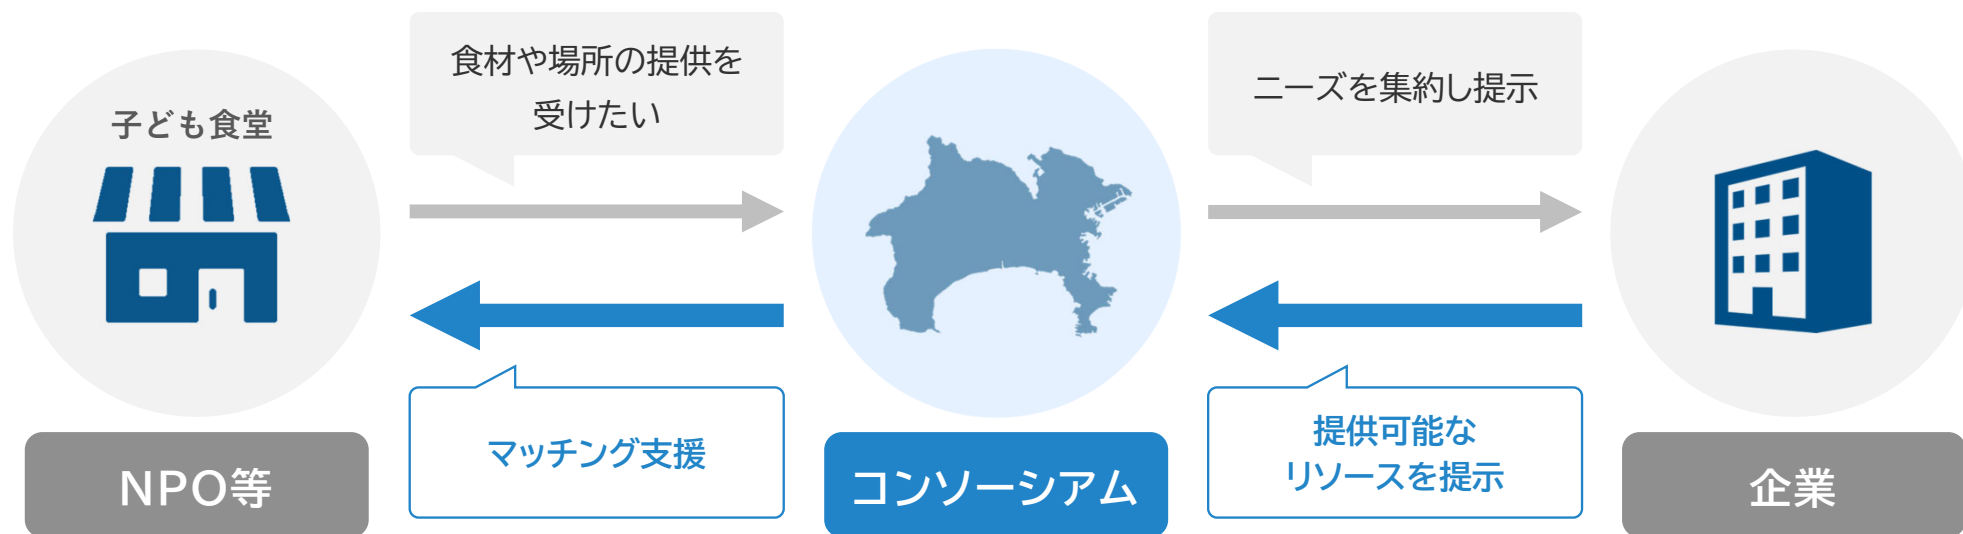 子ども食堂
NPO等
食材や場所の提供を
受けたい
マッチング支援
コンソーシアム
ニーズを集約し提示
提供可能な
リソースを提示
企業